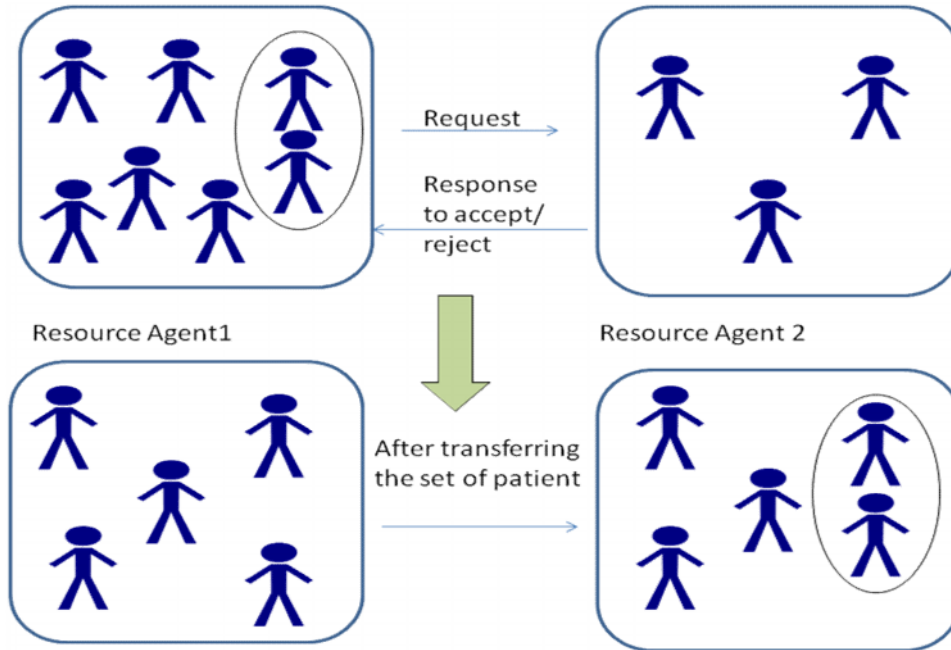 Request
Response
to accept/
reject
Resource Agent1
Resource Agent 2
After transferring
the set of patient